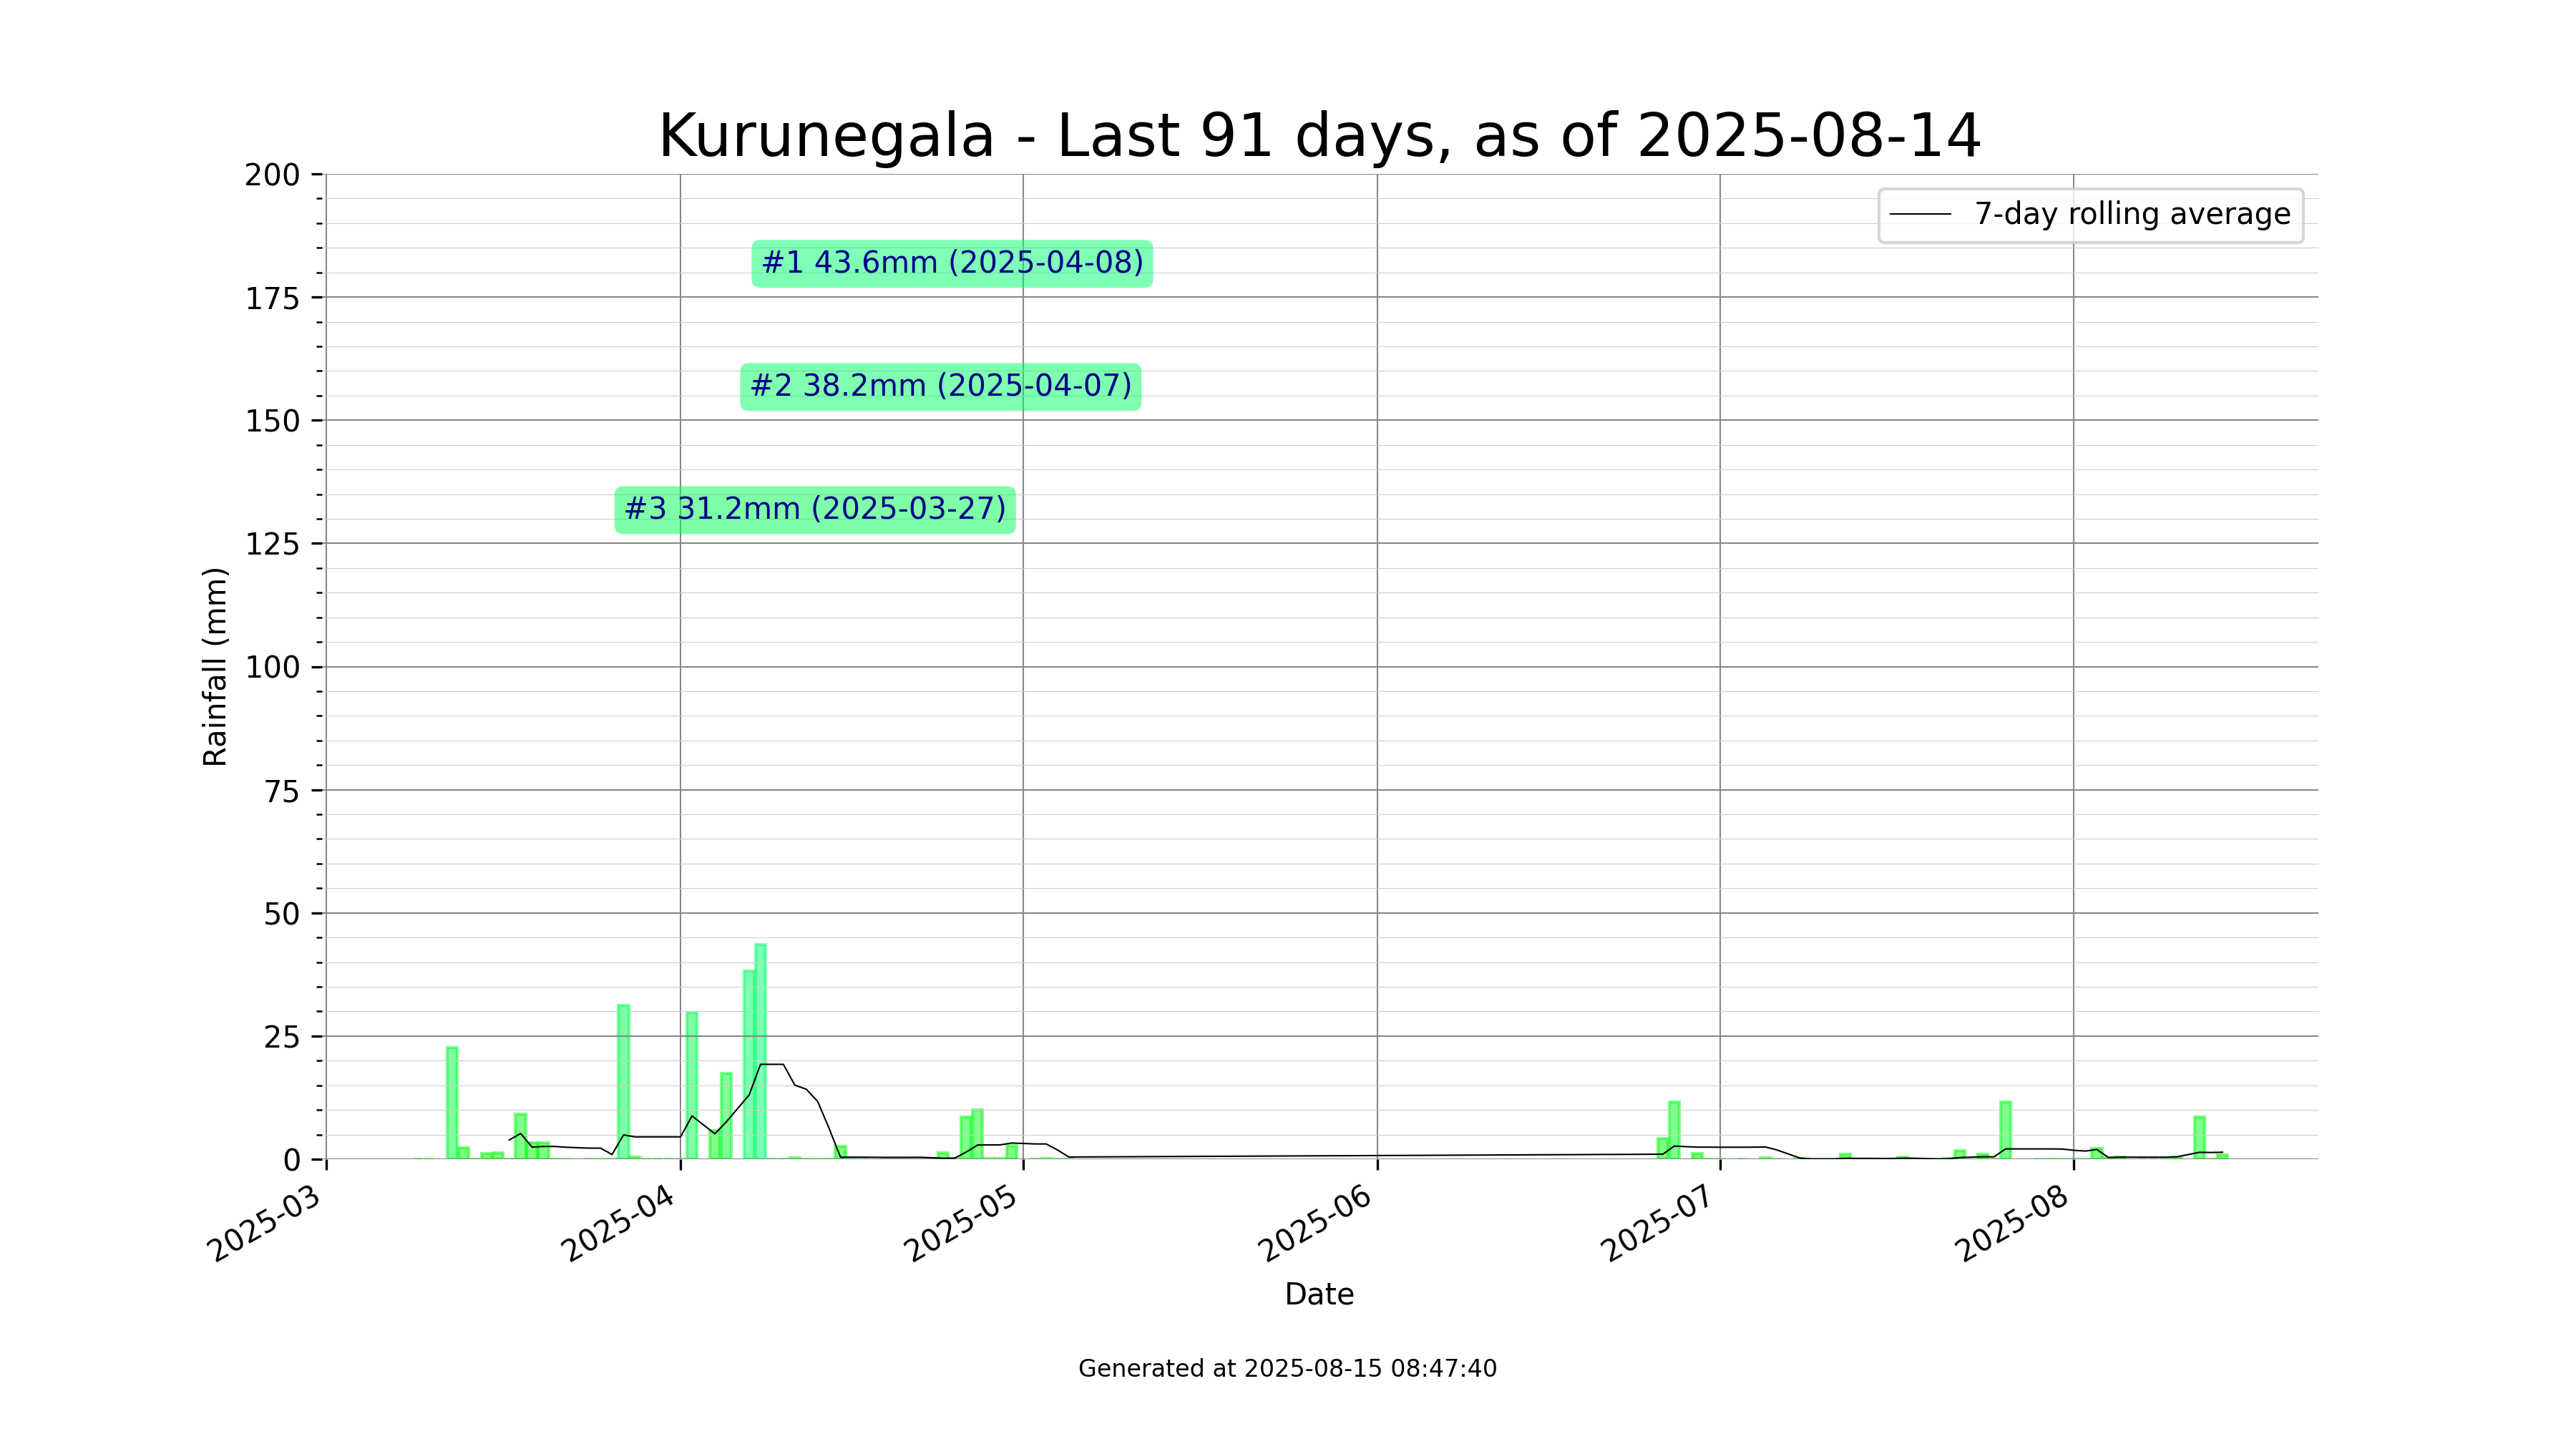 Kurunegala - Last 91 days, as of 2025-08-14
7-day rolling average
#1 43.6mm (2025-04-08)
#2 38.2mm (2025-04-07)
#3 31.2mm (2025-03-27)
Rainfall (mm)
200
175
150
125
100
75
50
25
0
2025-03
2025-04
2025-05
2025-06
2025-07
2025-08
Date
Generated at 2025-08-15 08:47:40